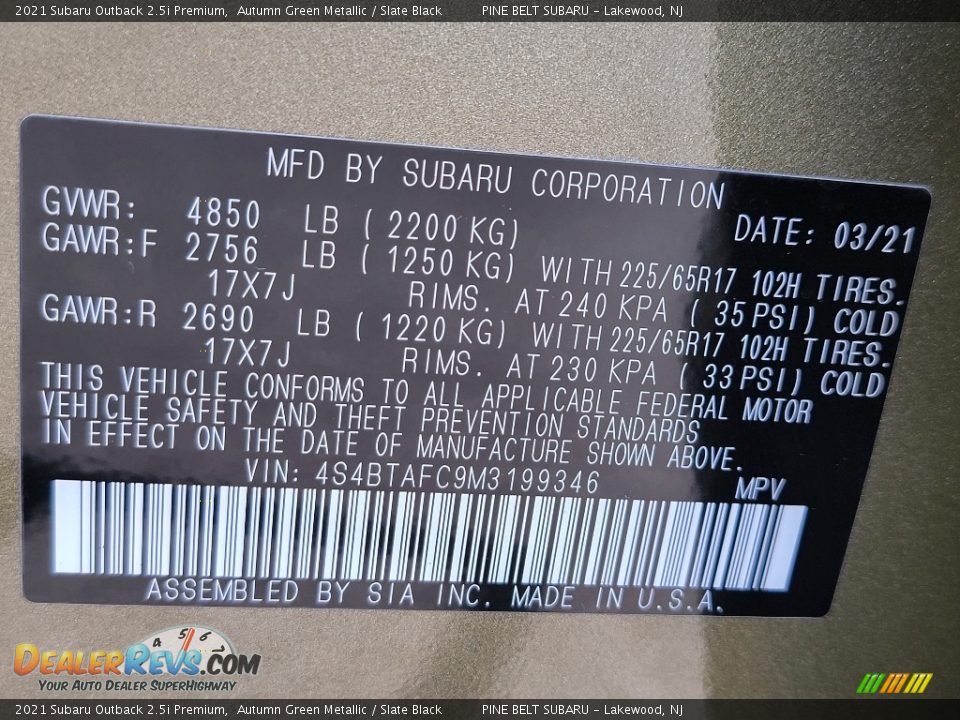 2021 Subaru Outback 2.5i Premium,  Autumn Green Metallic / Slate Black  PINE BELT SUBARU - Lakewood, NJ
MFD BY SUBARU CORPORATION
GVWR: 4850 LB ( 2200 KG) DATE: 03/21
GAWR:F 2756 LB ( 1250 KG) WITH 225/65R17 102H TIRES.
17X7J RIMS. AT 240 KPA ( 35 PSI) COLD
GAWR:R 2690 LB ( 1220 KG) WITH 225/65R17 102H TIRES.
17X7J RIMS. AT 230 KPA ( 33 PSI) COLD
THIS VEHICLE CONFORMS TO ALL APPLICABLE FEDERAL MOTOR
VEHICLE SAFETY AND THEFT PREVENTION STANDARDS
IN EFFECT ON THE DATE OF MANUFACTURE SHOWN ABOVE.
VIN: 4S4BTAFC9M3199346 MPV
ASSEMBLED BY SIA INC. MADE IN U.S.A.
4 5 6
DEALERREVS.COM
YOUR AUTO DEALER SUPERHIGHWAY
2021 Subaru Outback 2.5i Premium,  Autumn Green Metallic / Slate Black  PINE BELT SUBARU - Lakewood, NJ